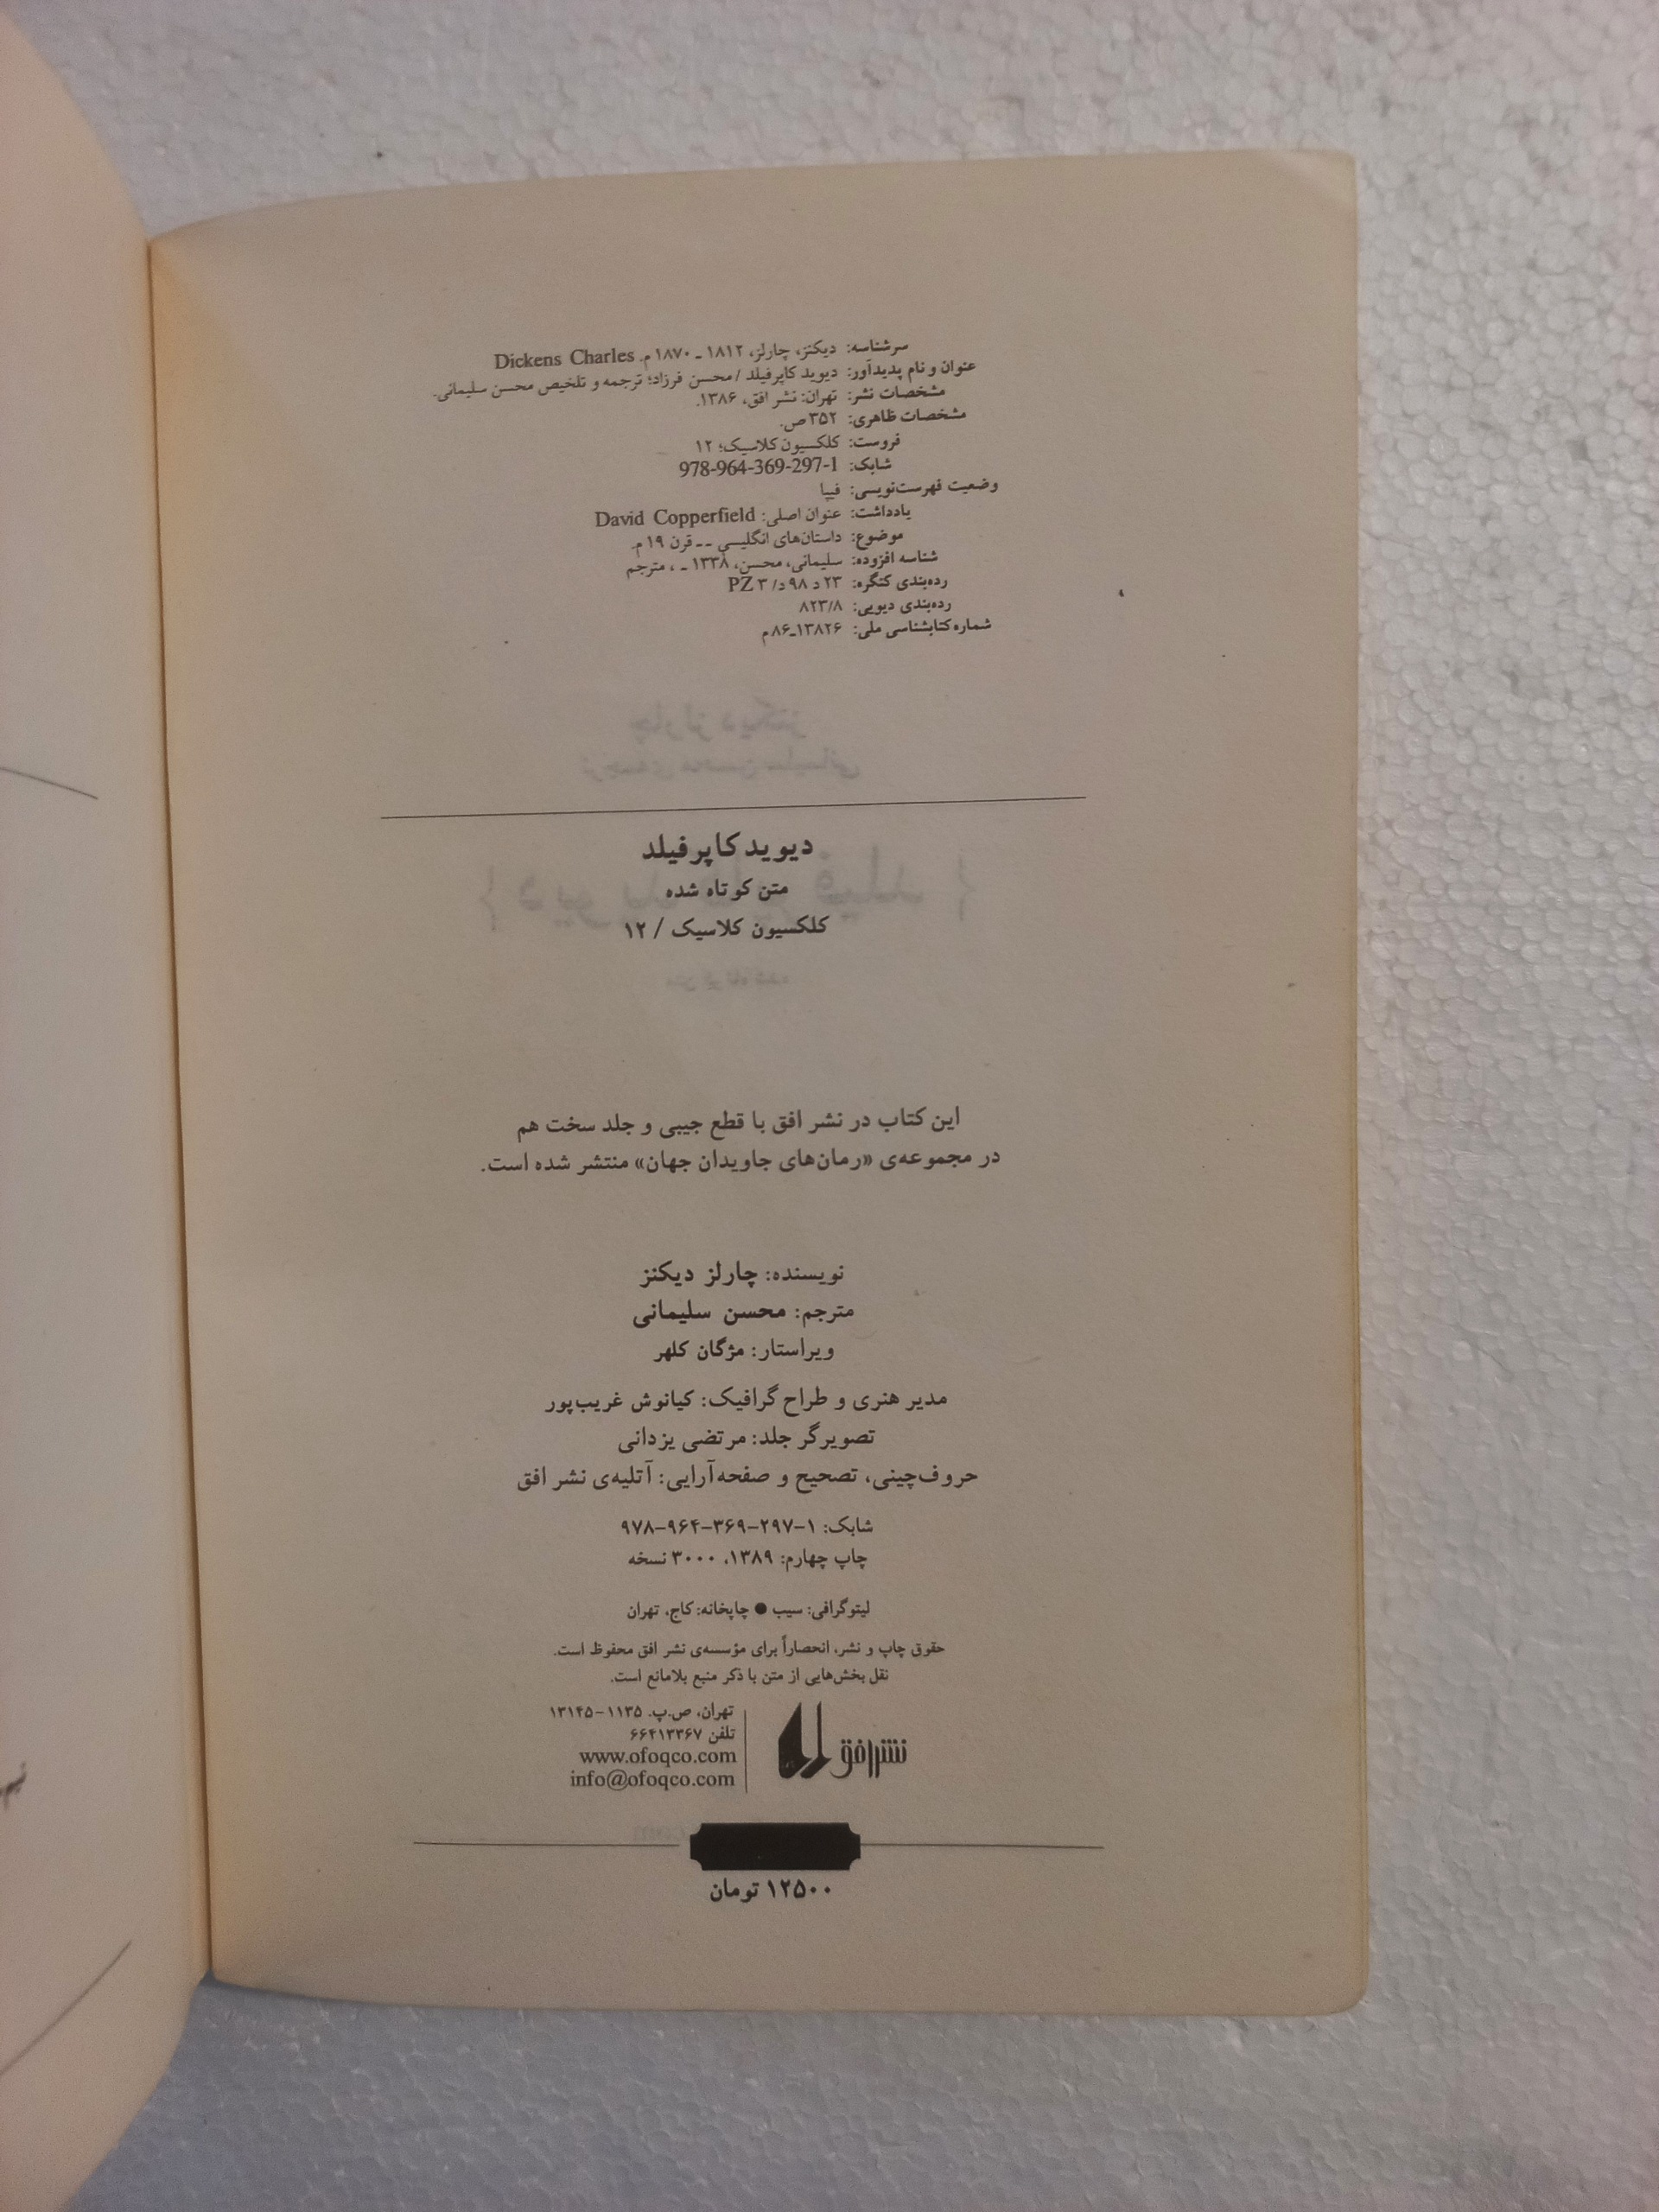 سرشناسه: دیکنز، چارلز، ۱۸۱۲ ـ ۱۸۷۰ م. Dickens Charles
عنوان و نام پدیدآور: دیوید کاپرفیلد / محسن فرزاد؛ ترجمه و تلخیص محسن سلیمانی.
مشخصات نشر: تهران: نشر افق، ۱۳۸۶.
مشخصات ظاهری: ۳۵۲ ص.
فروست: کلکسیون کلاسیک؛ ۱۲
شابک: 978-964-369-297-1
وضعیت فهرست‌نویسی: فیپا
یادداشت: عنوان اصلی: David Copperfield
موضوع: داستان‌های انگلیسی ـ ـ قرن ۱۹ م.
شناسه افزوده: سلیمانی، محسن، ۱۳۳۸ ـ ، مترجم
رده‌بندی کنگره: ۲۳ د ۹۸ د/ ۳ PZ
رده‌بندی دیویی: ۸۲۳/۸
شماره کتابشناسی ملی: ۱۳۸۲۶ـ۸۶ م
دیوید کاپرفیلد
متن کوتاه شده
کلکسیون کلاسیک / ۱۲
این کتاب در نشر افق با قطع جیبی و جلد سخت هم
در مجموعه‌ی «رمان‌های جاویدان جهان» منتشر شده است.
نویسنده: چارلز دیکنز
مترجم: محسن سلیمانی
ویراستار: مژگان کلهر
مدیر هنری و طراح گرافیک: کیانوش غریب‌پور
تصویرگر جلد: مرتضی یزدانی
حروف‌چینی، تصحیح و صفحه‌آرایی: آتلیه‌ی نشر افق
شابک: ۱-۲۹۷-۳۶۹-۹۶۴-۹۷۸
چاپ چهارم: ۱۳۸۹، ۳۰۰۰ نسخه
لیتوگرافی: سیب ● چاپخانه: کاج، تهران
حقوق چاپ و نشر، انحصاراً برای مؤسسه‌ی نشر افق محفوظ است.
نقل بخش‌هایی از متن با ذکر منبع بلامانع است.
نشر افق
تهران، ص.پ. ۱۱۳۵-۱۳۱۴۵
تلفن ۶۶۴۱۳۳۶۷
www.ofoqco.com
info@ofoqco.com
۱۲۵۰۰ تومان